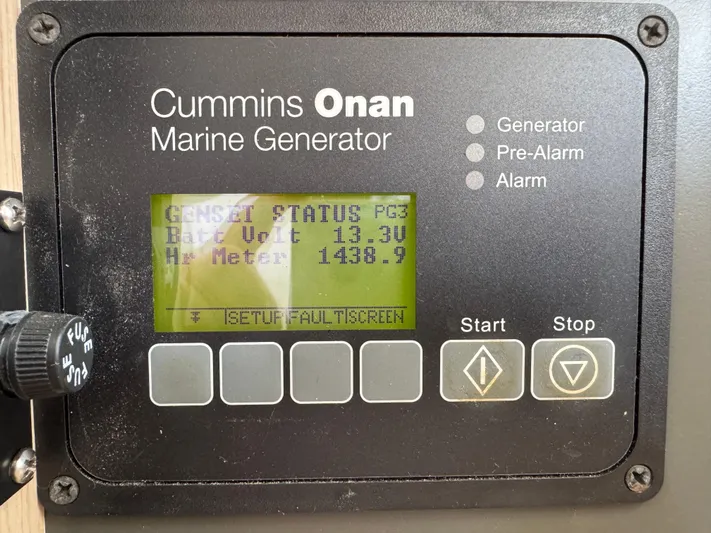 Cummins Onan
Marine Generator
Generator
Pre-Alarm
Alarm
GENSET STATUS PG3
Batt Volt 13.3V
Hr Meter 1438.9
SETUP|FAULT|SCREEN
Start
Stop
FUSE
FUSE